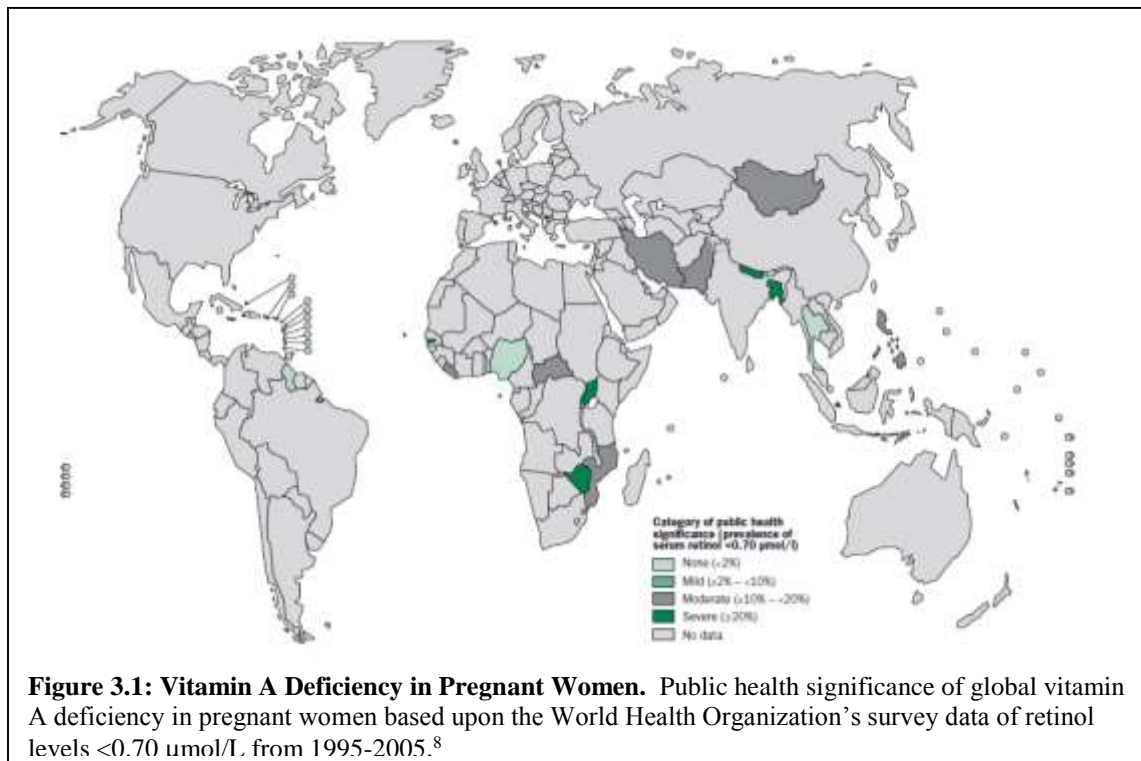 Category of public health
significance (prevalence of
serum retinol <0.70 µmol/l)
None (<2%)
Mild (≥2% – <10%)
Moderate (≥10% – <20%)
Severe (≥20%)
No data
Figure 3.1: Vitamin A Deficiency in Pregnant Women. Public health significance of global vitamin
A deficiency in pregnant women based upon the World Health Organization’s survey data of retinol
levels <0.70 µmol/L from 1995-2005.8